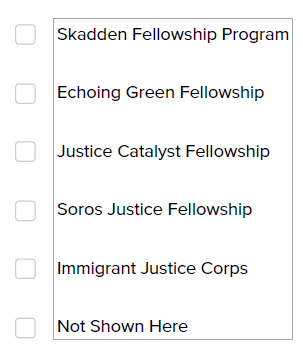 Skadden Fellowship Program
Echoing Green Fellowship
Justice Catalyst Fellowship
Soros Justice Fellowship
Immigrant Justice Corps
Not Shown Here